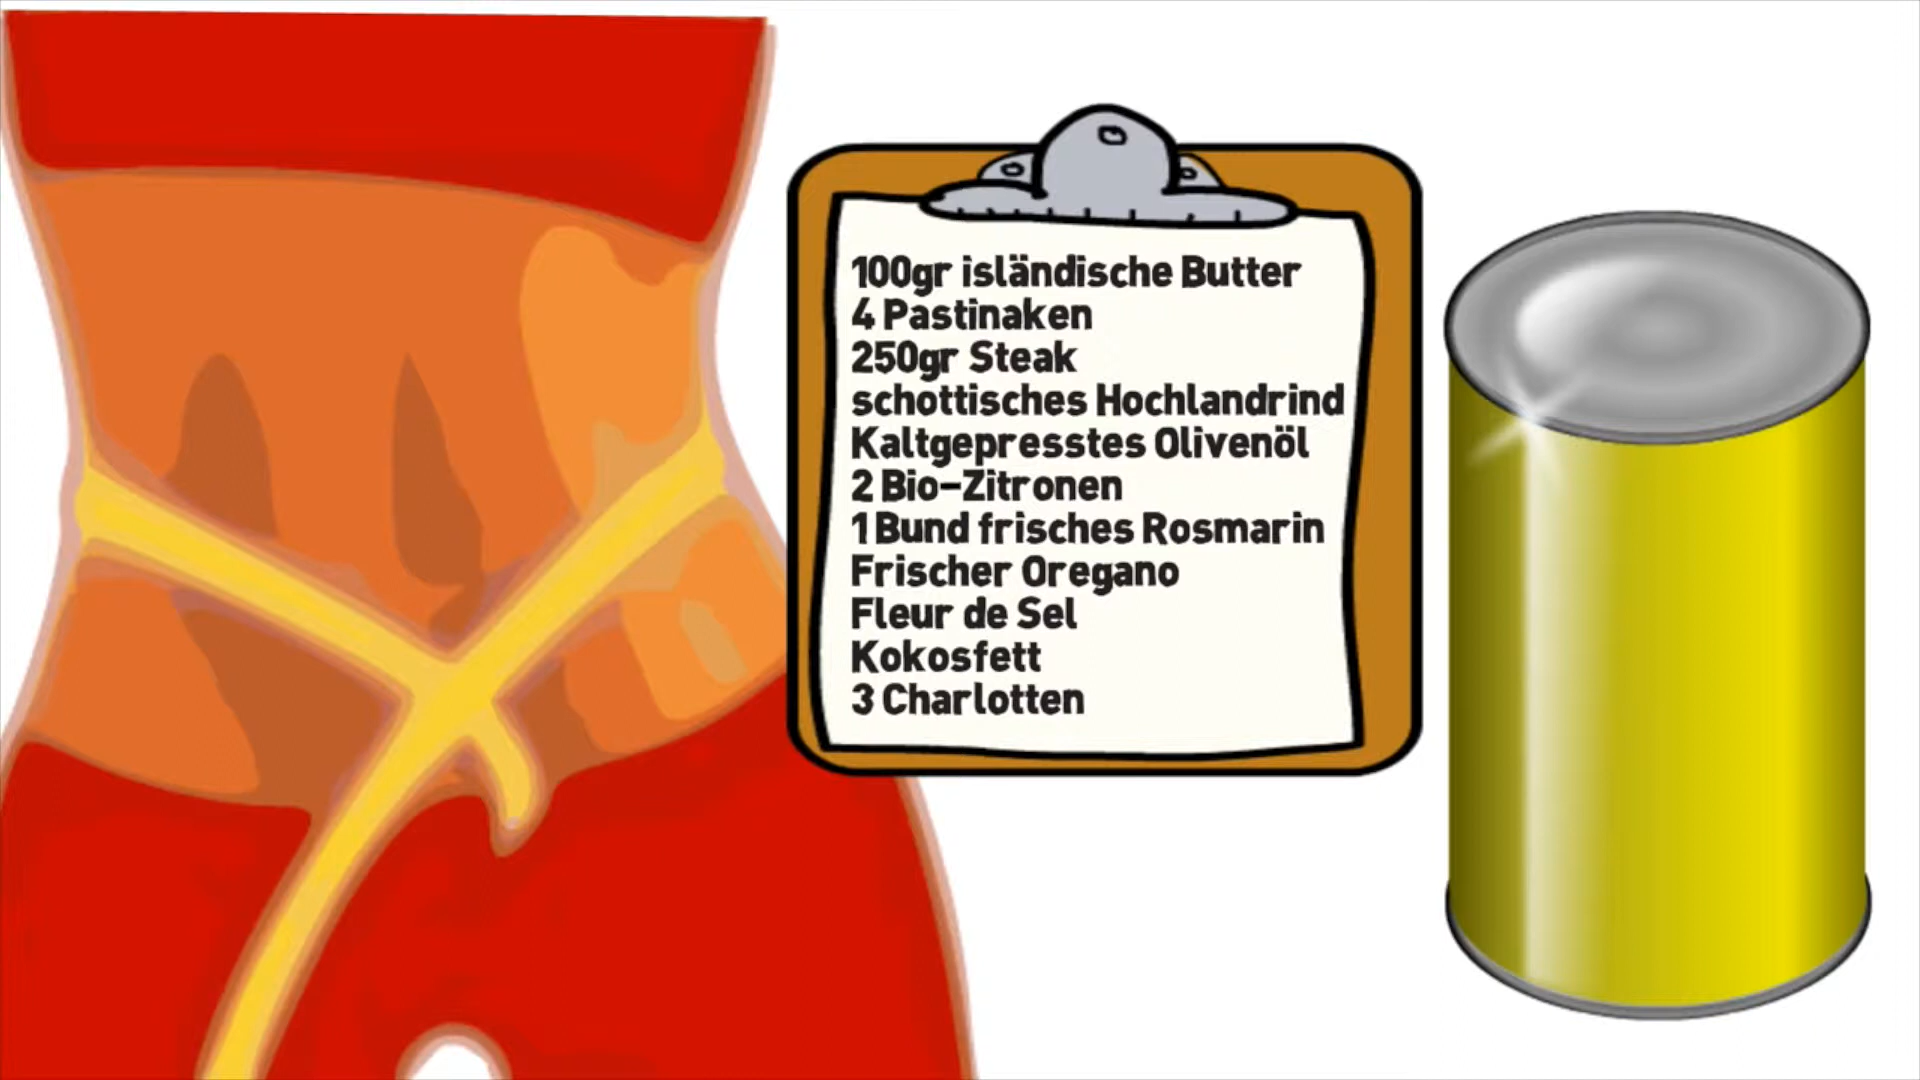 100gr isländische Butter
4 Pastinaken
250gr Steak
schottisches Hochlandrind
Kaltgepresstes Olivenöl
2 Bio-Zitronen
1 Bund frisches Rosmarin
Frischer Oregano
Fleur de Sel
Kokosfett
3 Charlotten